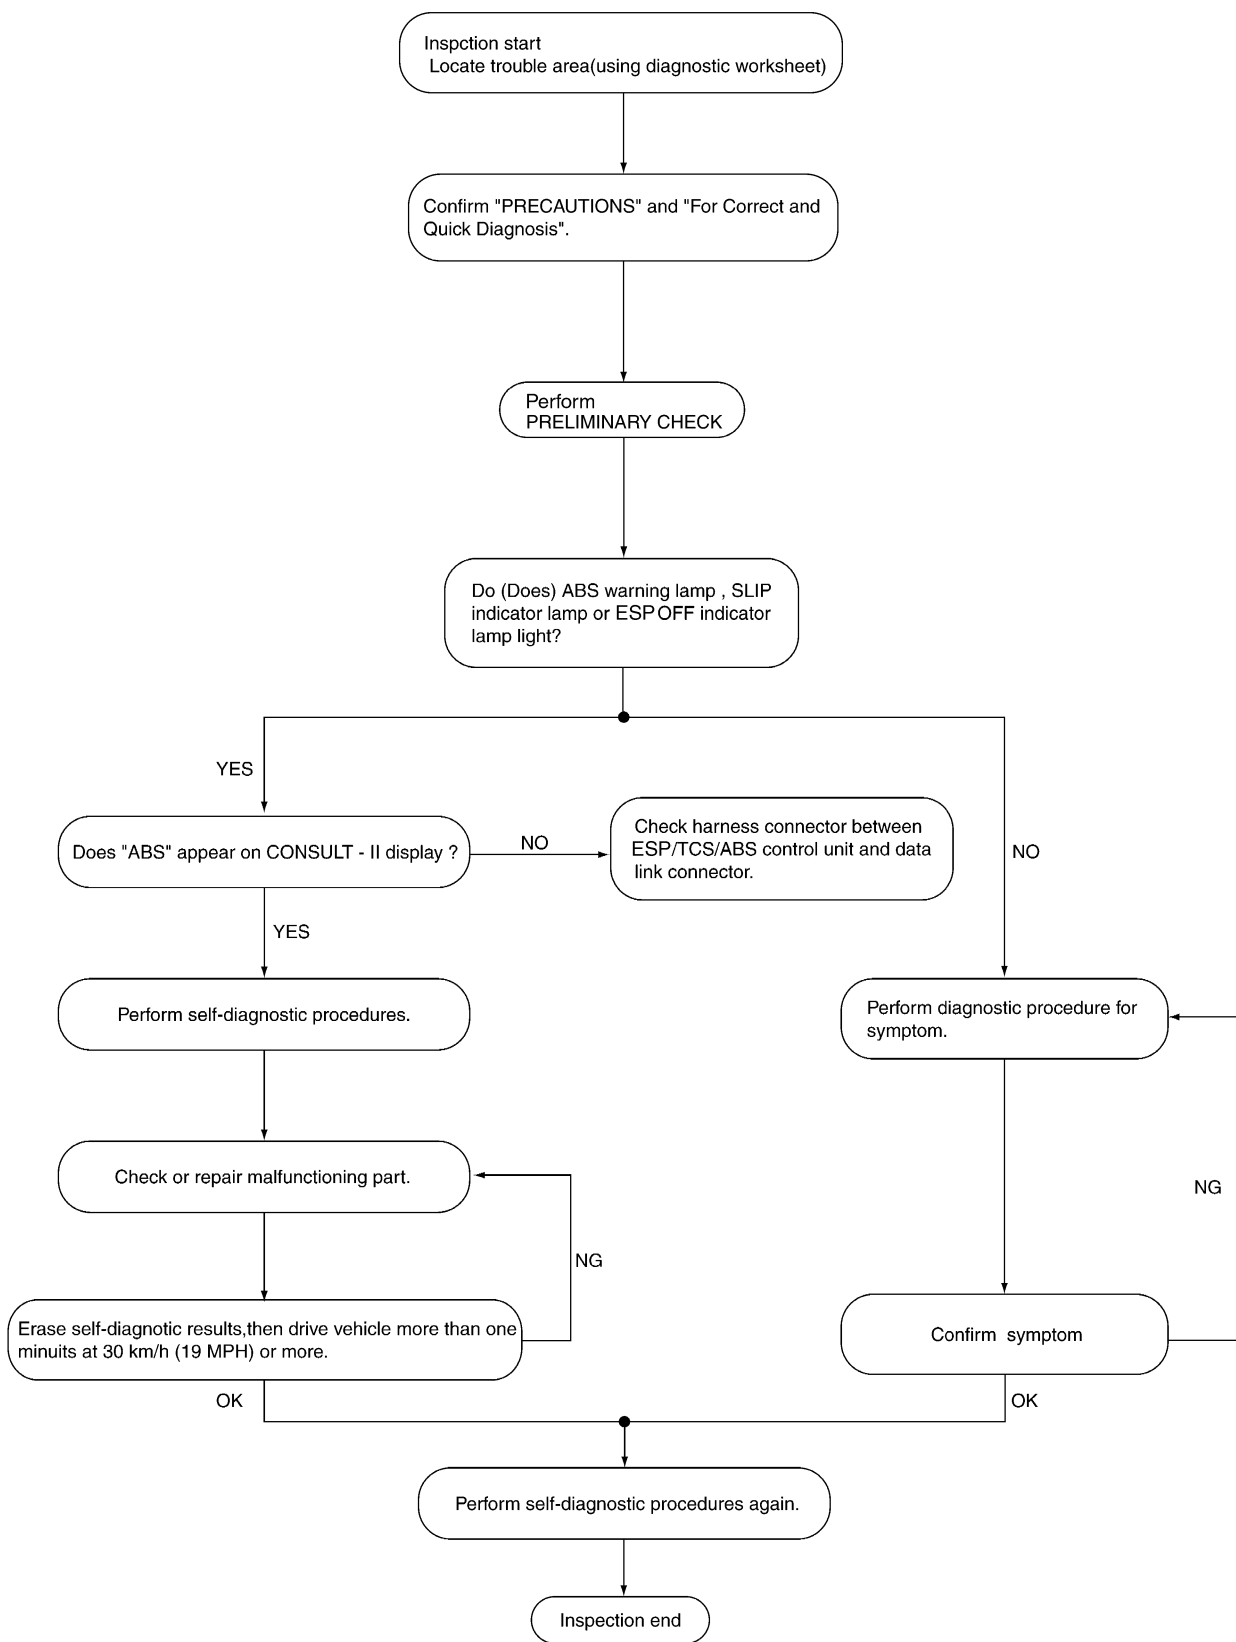 Inspction start
Locate trouble area(using diagnostic worksheet)
Confirm "PRECAUTIONS" and "For Correct and
Quick Diagnosis".
Perform
PRELIMINARY CHECK
Do (Does) ABS warning lamp , SLIP
indicator lamp or ESP OFF indicator
lamp light?
YES
NO
Does "ABS" appear on CONSULT - II display ?
NO
Check harness connector between
ESP/TCS/ABS control unit and data
link connector.
YES
Perform self-diagnostic procedures.
Perform diagnostic procedure for
symptom.
Check or repair malfunctioning part.
NG
NG
Erase self-diagnotic results,then drive vehicle more than one
minuits at 30 km/h (19 MPH) or more.
Confirm symptom
OK
OK
Perform self-diagnostic procedures again.
Inspection end